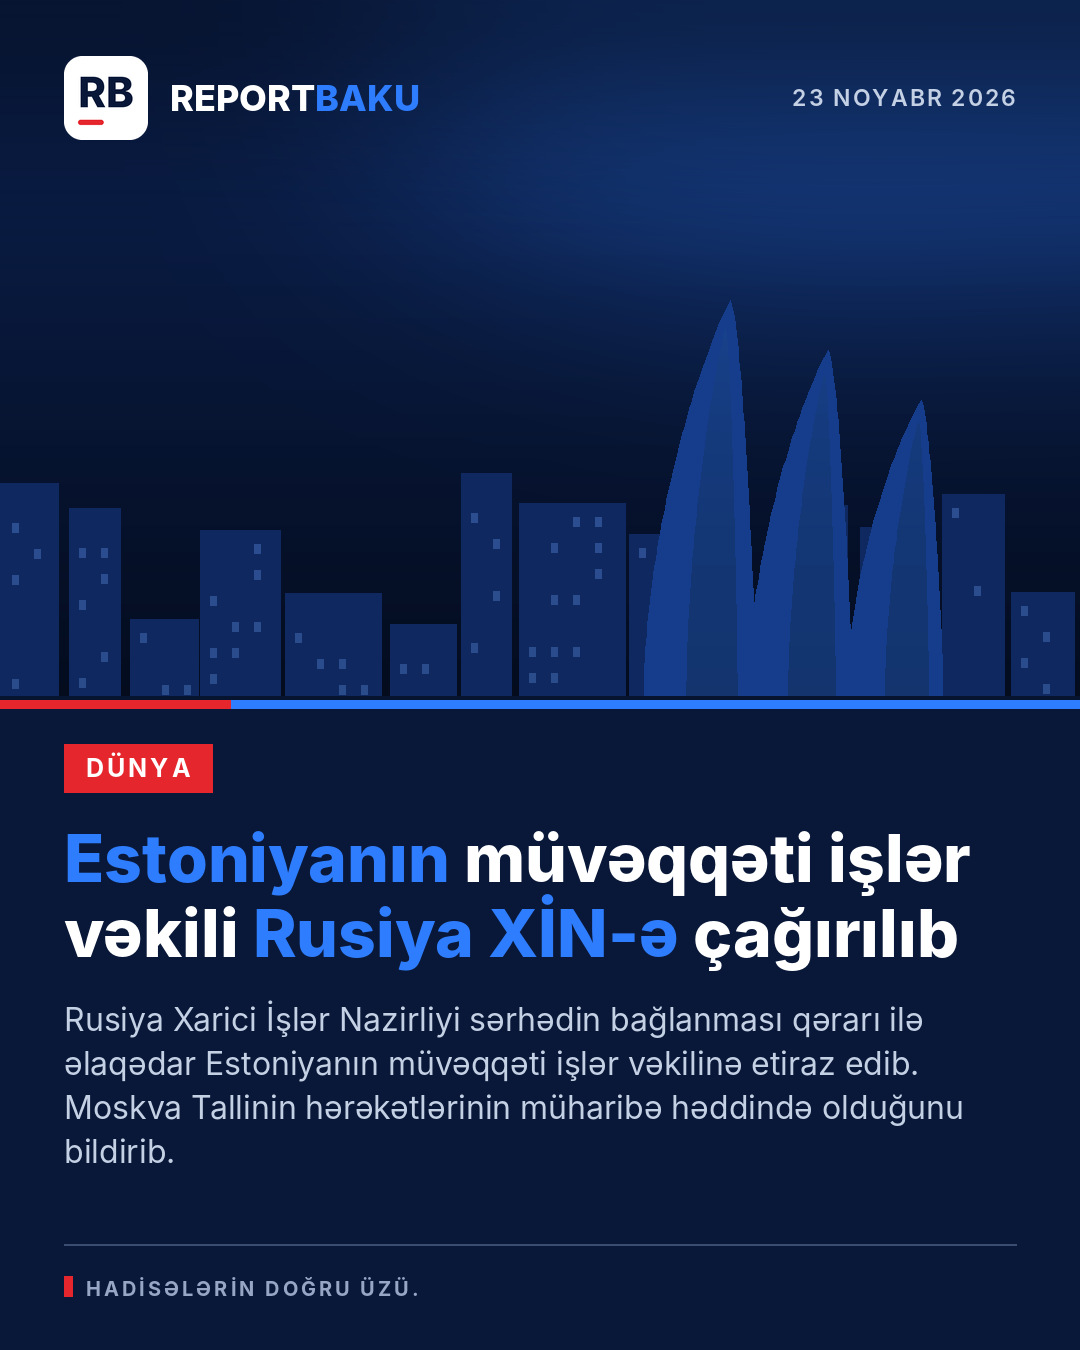 RB
REPORTBAKU
23 NOYABR 2026
DÜNYA
Estoniyanın müvəqqəti işlər
vəkili Rusiya XİN-ə çağırılıb
Rusiya Xarici İşlər Nazirliyi sərhədin bağlanması qərarı ilə
əlaqədar Estoniyanın müvəqqəti işlər vəkilinə etiraz edib.
Moskva Tallinin hərəkətlərinin müharibə həddində olduğunu
bildirib.
HADİSƏLƏRİN DOĞRU ÜZÜ.